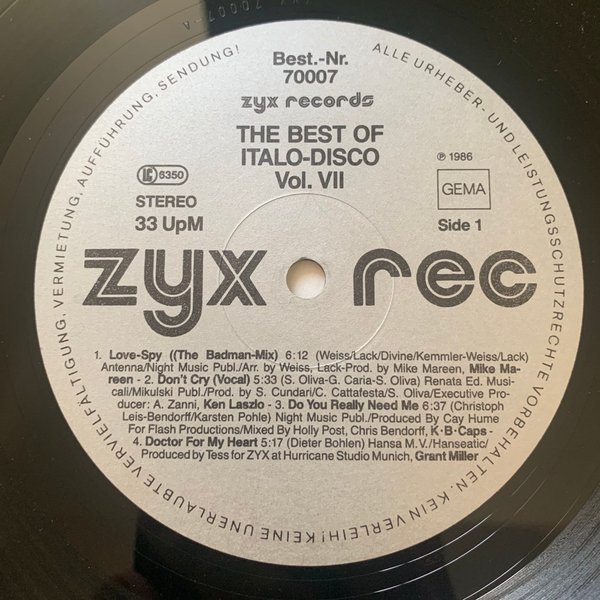 70007-A
Best.-Nr.
70007
zyx records
THE BEST OF
ITALO-DISCO
Vol. VII
LC 6350
STEREO
33 UpM
℗ 1986
GEMA
Side 1
zyx rec
1. Love-Spy ((The Badman-Mix) 6:12 (Weiss/Lack/Divine/Kemmler-Weiss/Lack)
Antenna/Night Music Publ./Arr. by Weiss, Lack-Prod. by Mike Mareen, Mike Ma-
reen - 2. Don't Cry (Vocal) 5:33 (S. Oliva-G. Caria-S. Oliva) Renata Ed. Musi-
cali/Mikulski Publ./Prod. by S. Cundari/C. Cattafesta/S. Oliva/Executive Pro-
ducer: A. Zanni, Ken Laszlo - 3. Do You Really Need Me 6:37 (Christoph
Leis-Bendorff/Karsten Pohle) Night Music Publ./Produced By Cay Hume
For Flash Productions/Mixed By Holly Post, Chris Bendorff, K·B·Caps -
4. Doctor For My Heart 5:17 (Dieter Bohlen) Hansa M.V./Hanseatic/
Produced by Tess for ZYX at Hurricane Studio Munich, Grant Miller
ALLE URHEBER- UND LEISTUNGSSCHUTZRECHTE VORBEHALTEN. KEIN VERLEIH! KEINE UNERLAUBTE VERVIELFÄLTIGUNG, VERMIETUNG, AUFFÜHRUNG, SENDUNG!